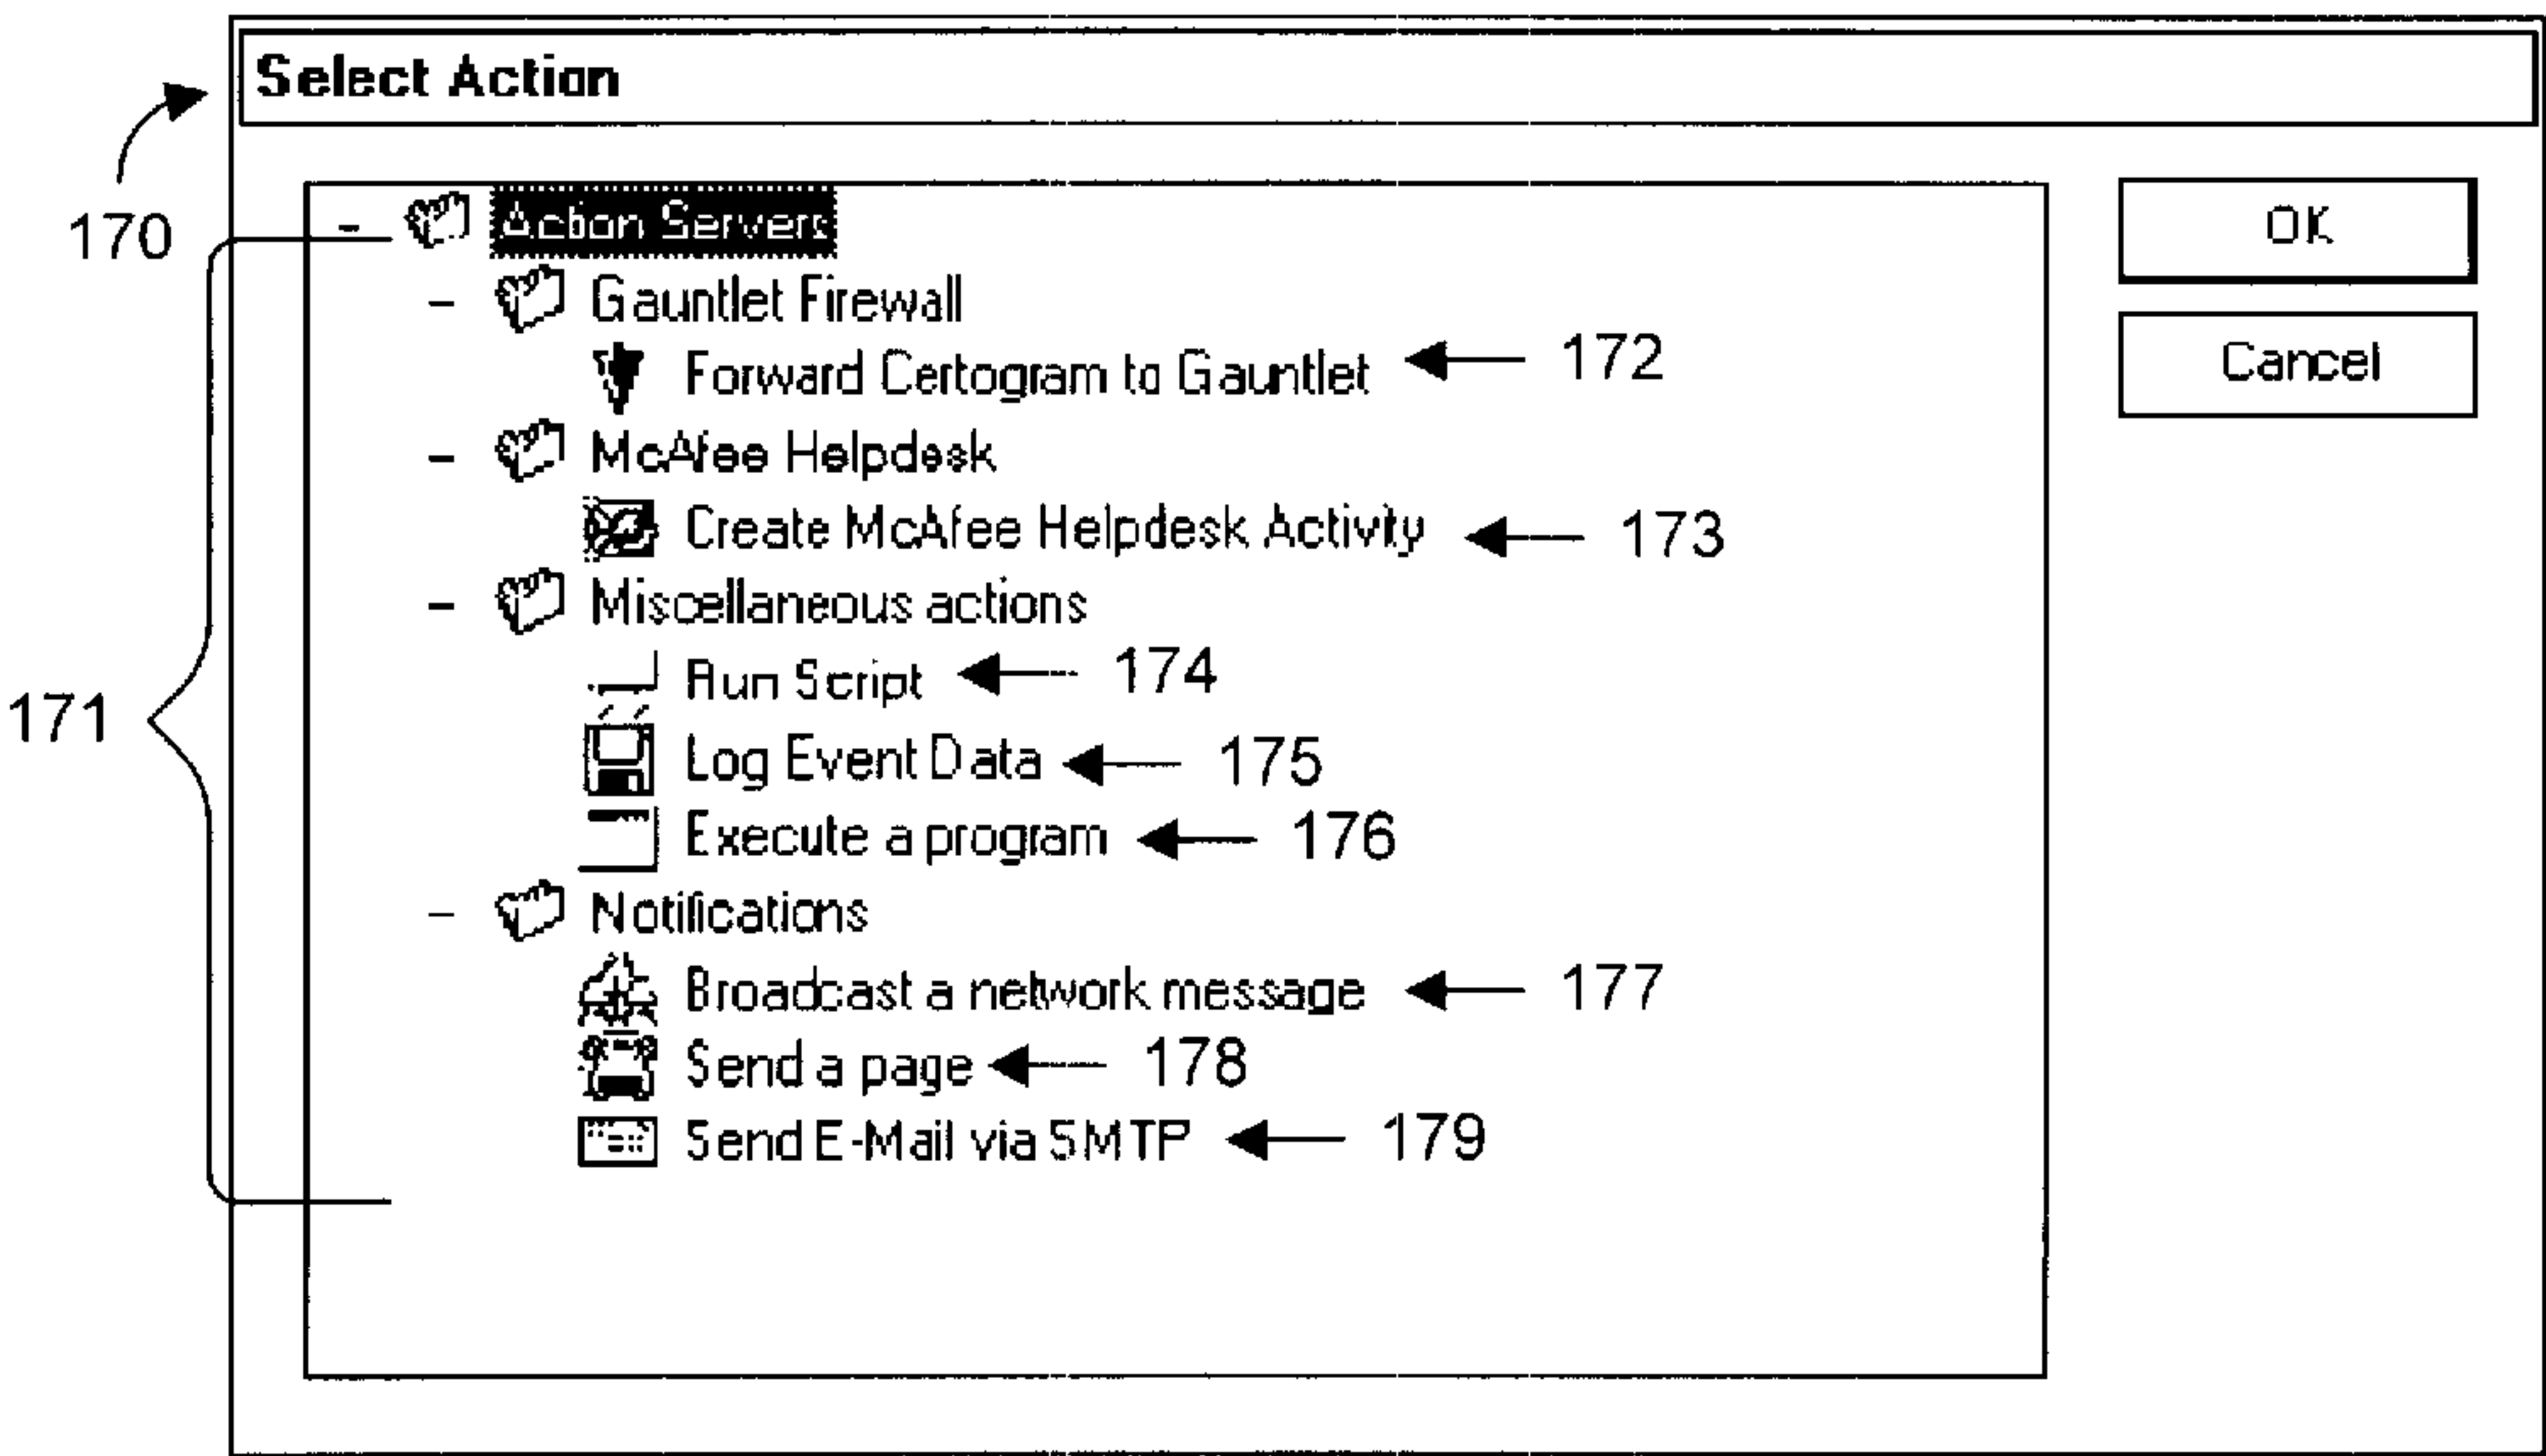 Select Action
170
Action Servers
OK
Gauntlet Firewall
Forward Certogram to Gauntlet 172
Cancel
McAfee Helpdesk
Create McAfee Helpdesk Activity 173
Miscellaneous actions
Run Script 174
171
Log Event Data 175
Execute a program 176
Notifications
Broadcast a network message 177
Send a page 178
Send E-Mail via SMTP 179